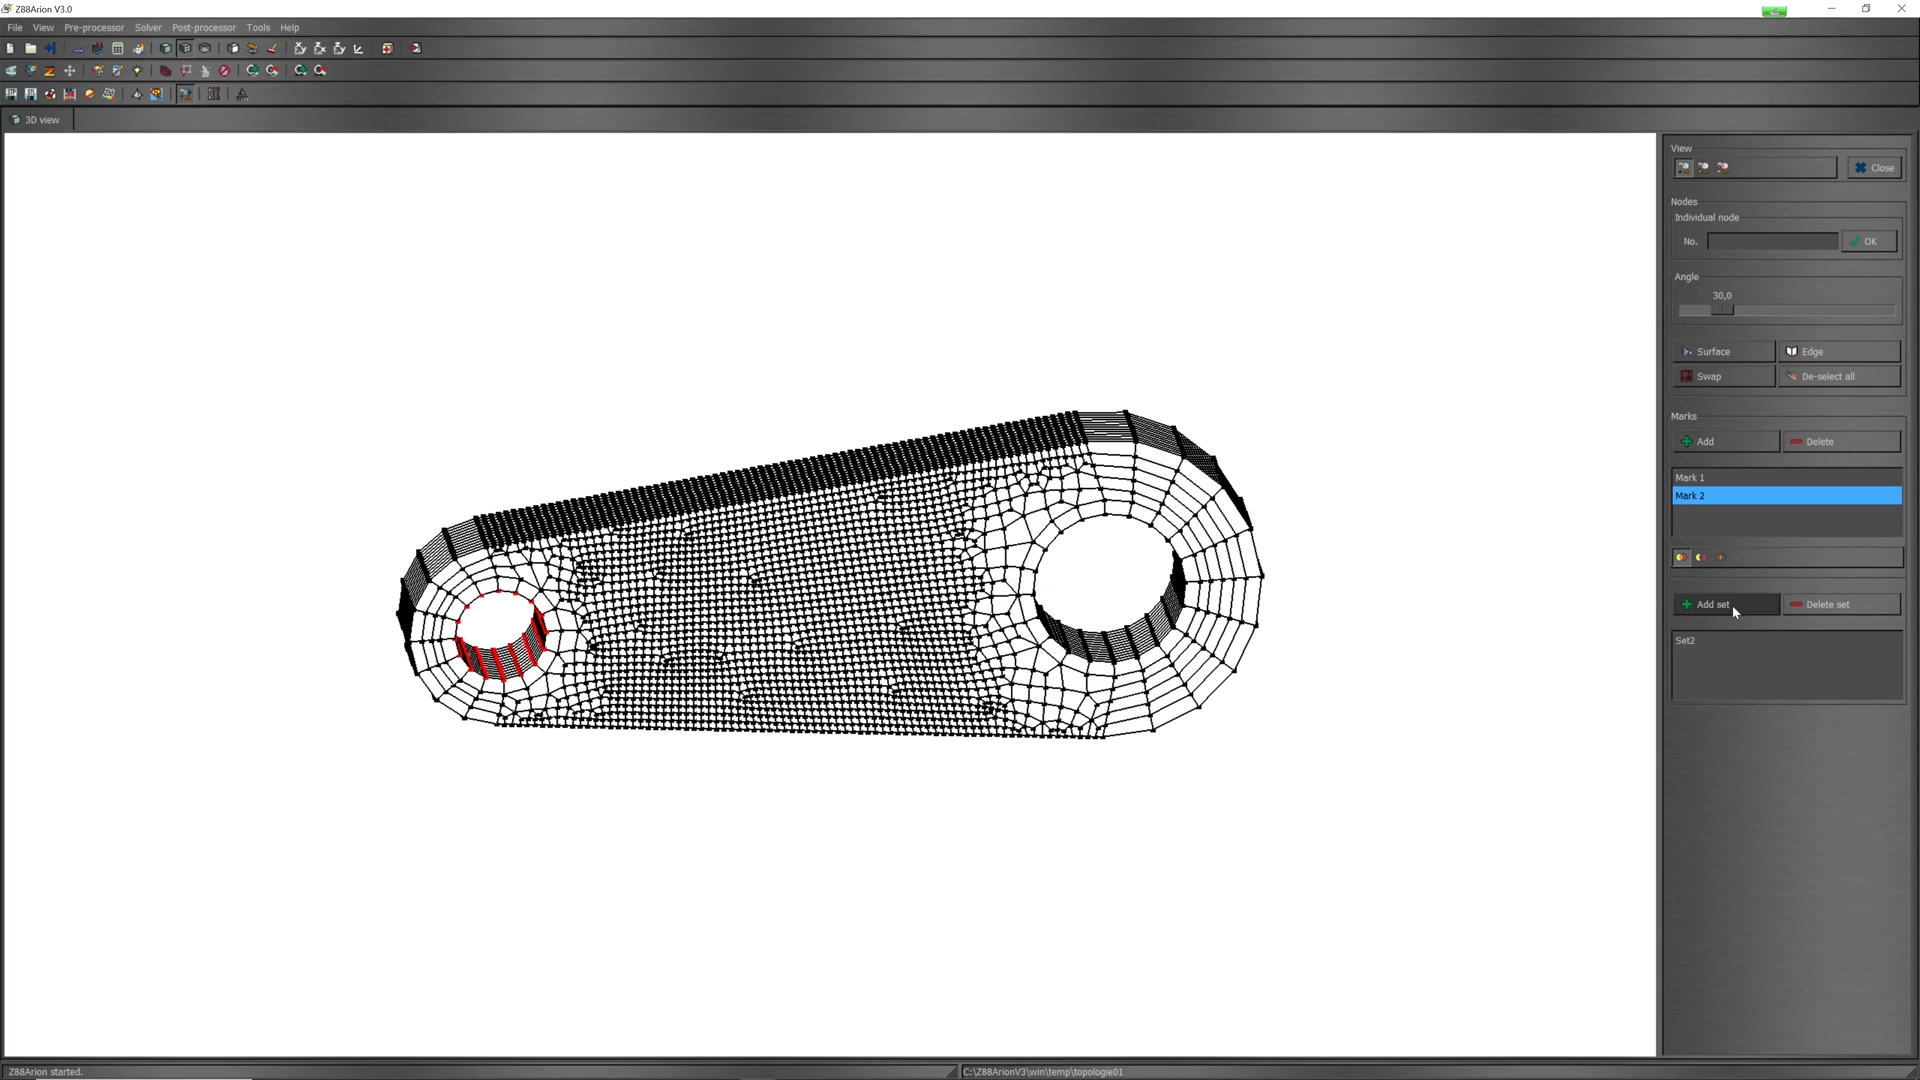 Z88Arion V3.0
File View Pre-processor Solver Post-processor Tools Help
3D view
View
Close
Nodes
Individual node
No. OK
Angle
30,0
Surface Edge
Swap De-select all
Marks
Add Delete
Mark 1
Mark 2
Add set Delete set
Set2
Z88Arion started. C:\Z88ArionV3\win\temp\topologie01